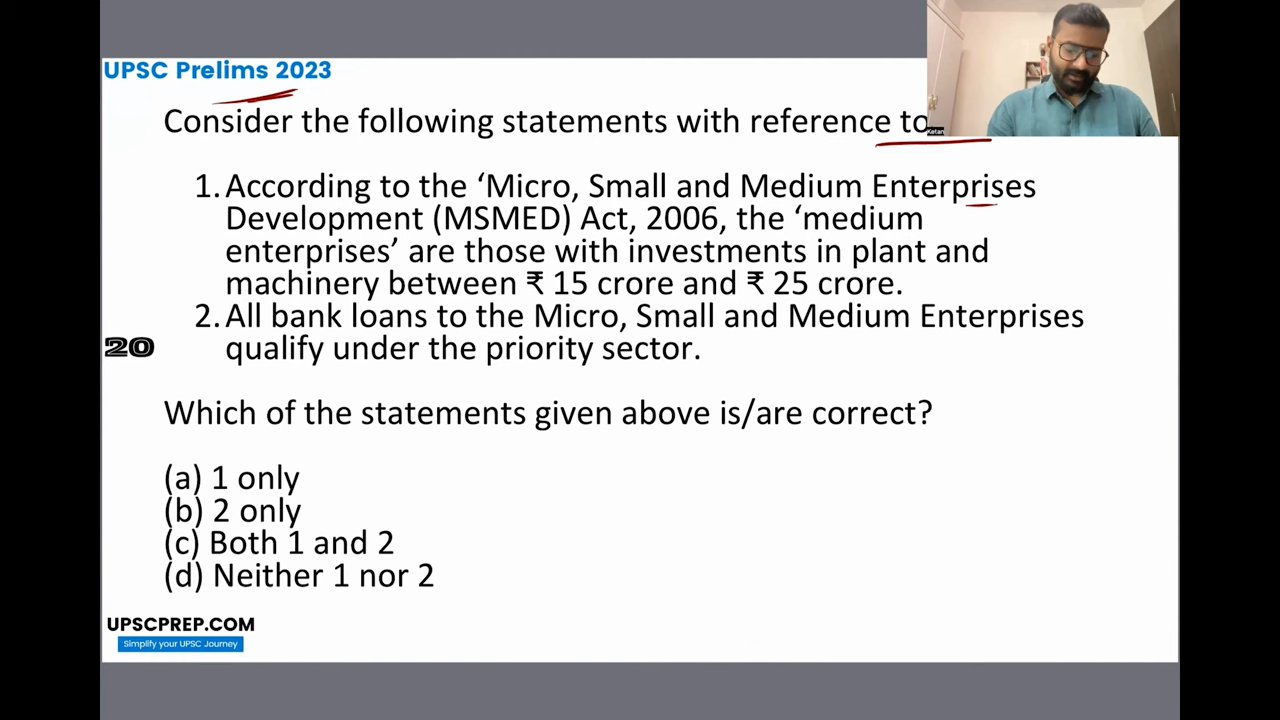 UPSC Prelims 2023
Consider the following statements with reference to
Ketan
1. According to the ‘Micro, Small and Medium Enterprises
Development (MSMED) Act, 2006, the ‘medium
enterprises’ are those with investments in plant and
machinery between ₹ 15 crore and ₹ 25 crore.
2. All bank loans to the Micro, Small and Medium Enterprises
20
qualify under the priority sector.
Which of the statements given above is/are correct?
(a) 1 only
(b) 2 only
(c) Both 1 and 2
(d) Neither 1 nor 2
UPSCPREP.COM
Simplify your UPSC Journey